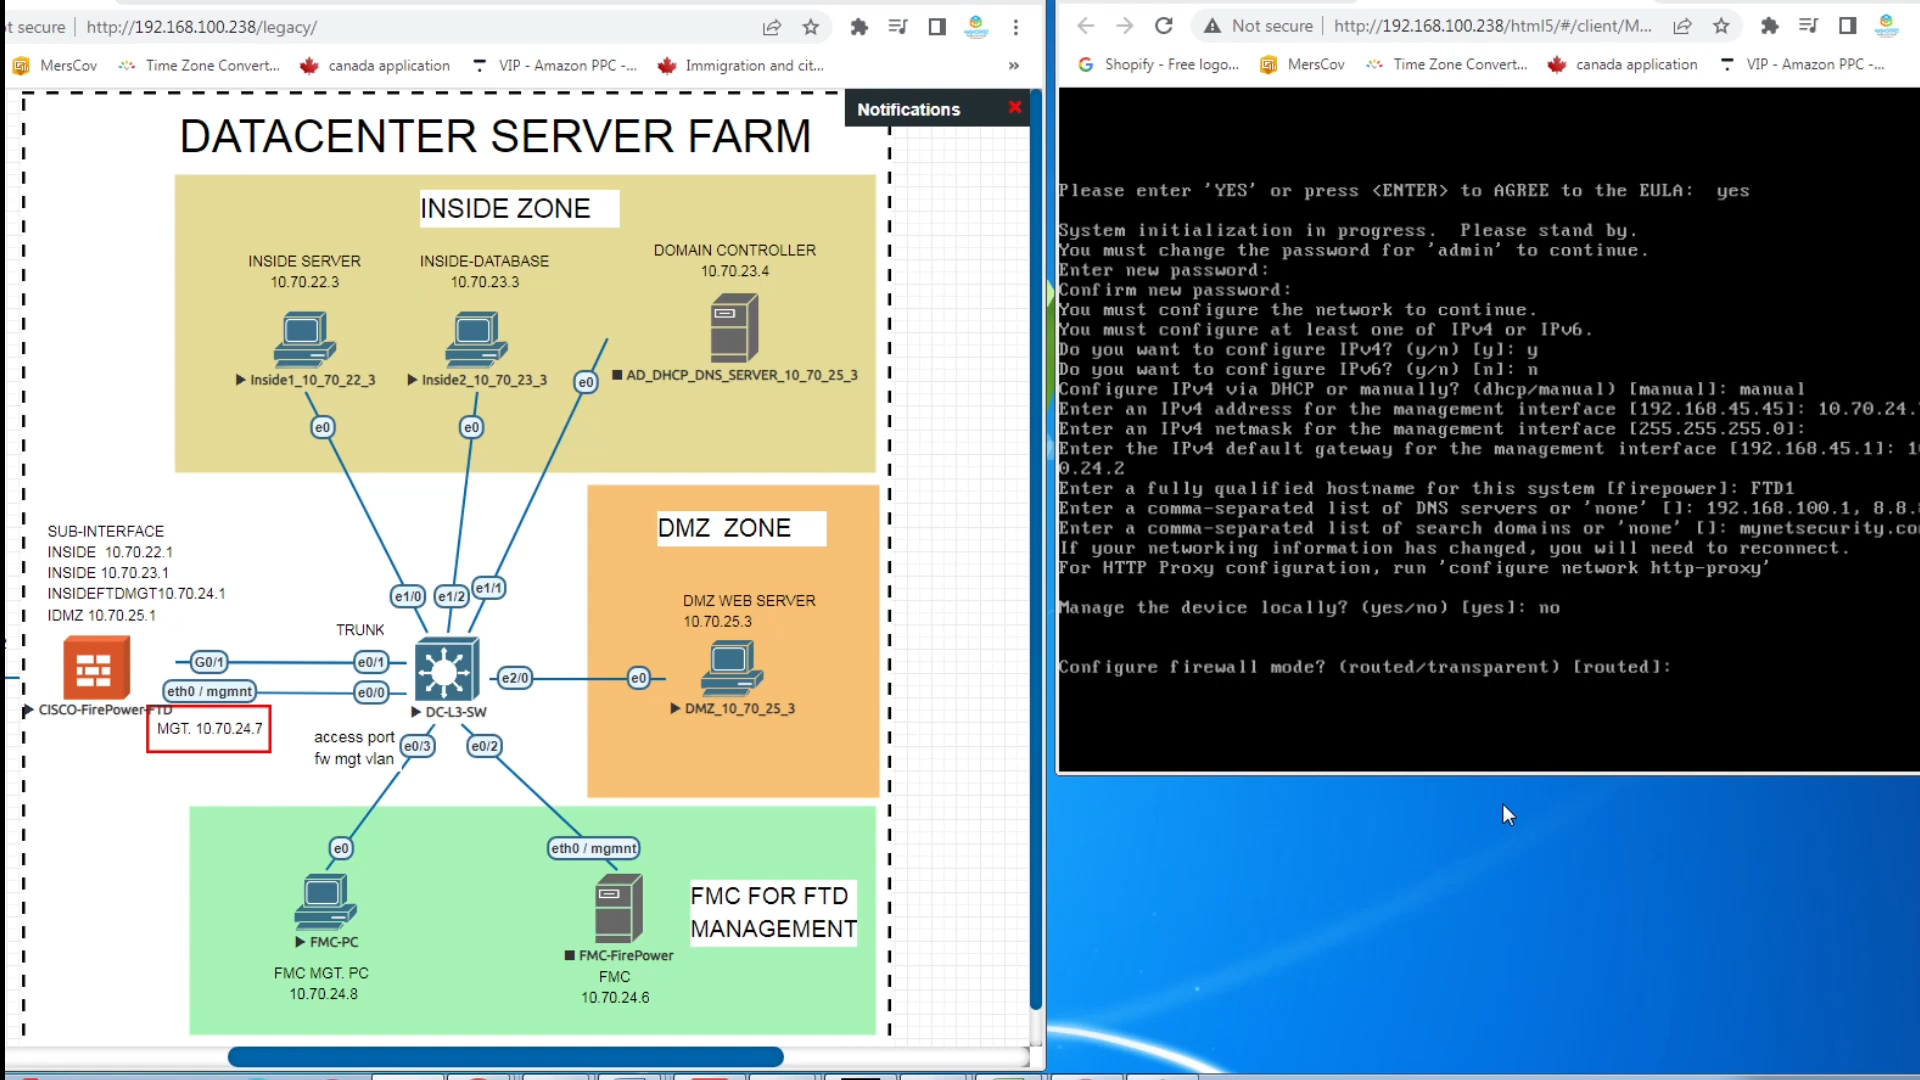 t secure
http://192.168.100.238/legacy/
MersCov
Time Zone Convert...
canada application
VIP - Amazon PPC -...
Immigration and cit...
»
Notifications
DATACENTER SERVER FARM
INSIDE ZONE
INSIDE SERVER
10.70.22.3
INSIDE-DATABASE
10.70.23.3
DOMAIN CONTROLLER
10.70.23.4
Inside1_10_70_22_3
Inside2_10_70_23_3
AD_DHCP_DNS_SERVER_10_70_25_3
e0
e0
e0
SUB-INTERFACE
INSIDE 10.70.22.1
INSIDE 10.70.23.1
INSIDEFTDMGT10.70.24.1
IDMZ 10.70.25.1
DMZ ZONE
DMZ WEB SERVER
10.70.25.3
e1/0
e1/2
e1/1
TRUNK
G0/1
e0/1
eth0 / mgmnt
e0/0
e2/0
e0
CISCO-FirePower-FTD
MGT. 10.70.24.7
DC-L3-SW
DMZ_10_70_25_3
access port
fw mgt vlan
e0/3
e0/2
e0
eth0 / mgmnt
FMC FOR FTD
MANAGEMENT
FMC-PC
FMC-FirePower
FMC MGT. PC
10.70.24.8
FMC
10.70.24.6
Not secure
http://192.168.100.238/html5/#/client/M...
Shopify - Free logo...
MersCov
Time Zone Convert...
canada application
VIP - Amazon PPC -...
Please enter 'YES' or press <ENTER> to AGREE to the EULA: yes
System initialization in progress. Please stand by.
You must change the password for 'admin' to continue.
Enter new password:
Confirm new password:
You must configure the network to continue.
You must configure at least one of IPv4 or IPv6.
Do you want to configure IPv4? (y/n) [y]: y
Do you want to configure IPv6? (y/n) [n]: n
Configure IPv4 via DHCP or manually? (dhcp/manual) [manual]: manual
Enter an IPv4 address for the management interface [192.168.45.45]: 10.70.24.
Enter an IPv4 netmask for the management interface [255.255.255.0]:
Enter the IPv4 default gateway for the management interface [192.168.45.1]: 1
0.24.2
Enter a fully qualified hostname for this system [firepower]: FTD1
Enter a comma-separated list of DNS servers or 'none' []: 192.168.100.1, 8.8.
Enter a comma-separated list of search domains or 'none' []: mynetsecurity.co
If your networking information has changed, you will need to reconnect.
For HTTP Proxy configuration, run 'configure network http-proxy'
Manage the device locally? (yes/no) [yes]: no
Configure firewall mode? (routed/transparent) [routed]: